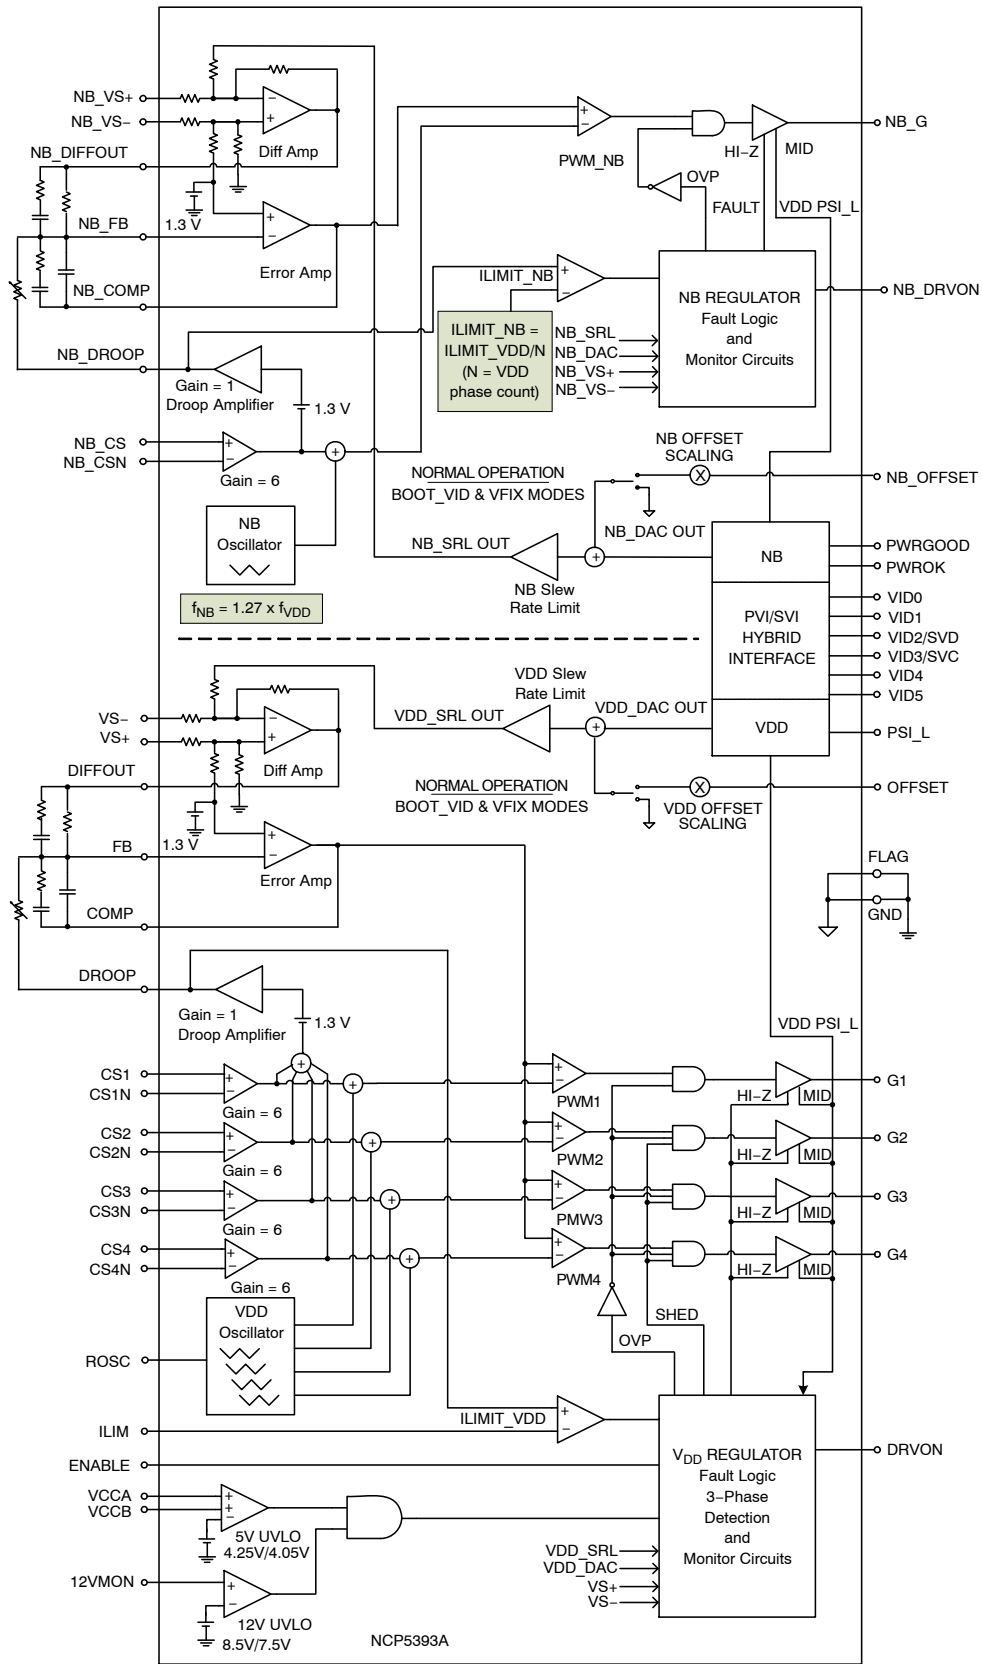 NB_VS+
NB_VS−
Diff Amp
NB_DIFFOUT
NB_FB
1.3 V
Error Amp
NB_COMP
NB_DROOP
Gain = 1
Droop Amplifier
1.3 V
NB_CS
NB_CSN
Gain = 6
NB
Oscillator
fNB = 1.27 x fVDD
PWM_NB
OVP
FAULT
HI−Z
MID
NB_G
VDD PSI_L
ILIMIT_NB
ILIMIT_NB =
ILIMIT_VDD/N
(N = VDD
phase count)
NB_SRL
NB_DAC
NB_VS+
NB_VS−
NB REGULATOR
Fault Logic
and
Monitor Circuits
NB_DRVON
NB OFFSET
SCALING
X
NB_OFFSET
NORMAL OPERATION
BOOT_VID & VFIX MODES
NB_DAC OUT
NB_SRL OUT
NB Slew
Rate Limit
NB
PVI/SVI
HYBRID
INTERFACE
VDD
PWRGOOD
PWROK
VID0
VID1
VID2/SVD
VID3/SVC
VID4
VID5
PSI_L
VDD Slew
Rate Limit
VDD_SRL OUT
VDD_DAC OUT
VS−
VS+
Diff Amp
DIFFOUT
NORMAL OPERATION
BOOT_VID & VFIX MODES
X
VDD OFFSET
SCALING
OFFSET
FB
1.3 V
Error Amp
COMP
FLAG
GND
DROOP
Gain = 1
Droop Amplifier
1.3 V
VDD PSI_L
CS1
CS1N
Gain = 6
PWM1
HI−Z
MID
G1
CS2
CS2N
Gain = 6
PWM2
HI−Z
MID
G2
CS3
CS3N
Gain = 6
PMW3
HI−Z
MID
G3
CS4
CS4N
Gain = 6
PWM4
HI−Z
MID
G4
VDD
Oscillator
ROSC
OVP
SHED
ILIMIT_VDD
ILIM
ENABLE
VCCA
VCCB
5V UVLO
4.25V/4.05V
12VMON
12V UVLO
8.5V/7.5V
VDD REGULATOR
Fault Logic
3−Phase
Detection
and
Monitor Circuits
DRVON
VDD_SRL
VDD_DAC
VS+
VS−
NCP5393A